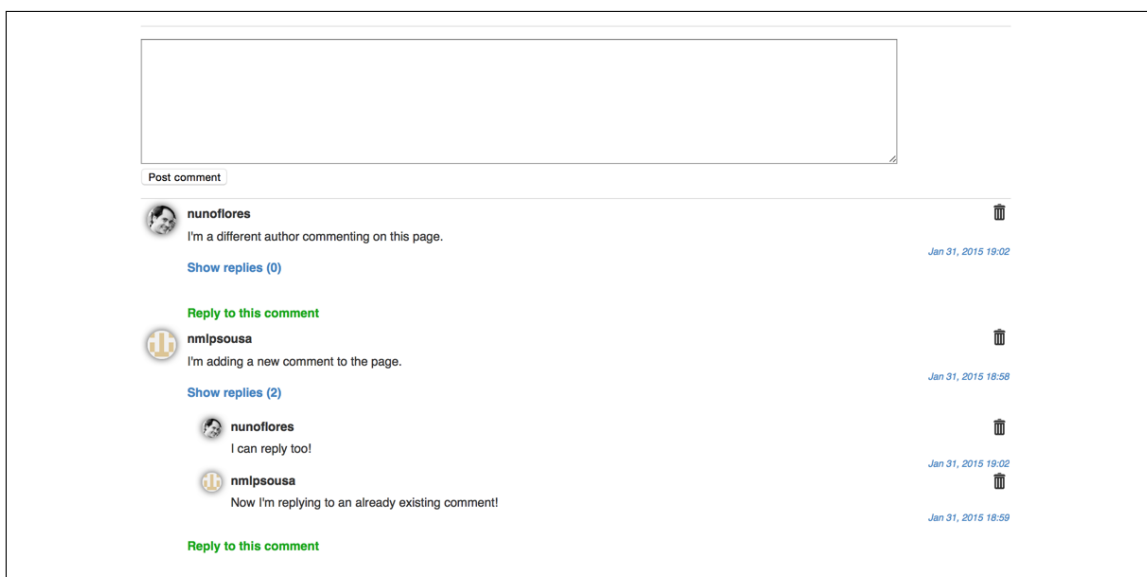 Post comment
nunoflores
I'm a different author commenting on this page.
Jan 31, 2015 19:02
Show replies (0)
Reply to this comment
nmlpsousa
I'm adding a new comment to the page.
Jan 31, 2015 18:58
Show replies (2)
nunoflores
I can reply too!
Jan 31, 2015 19:02
nmlpsousa
Now I'm replying to an already existing comment!
Jan 31, 2015 18:59
Reply to this comment